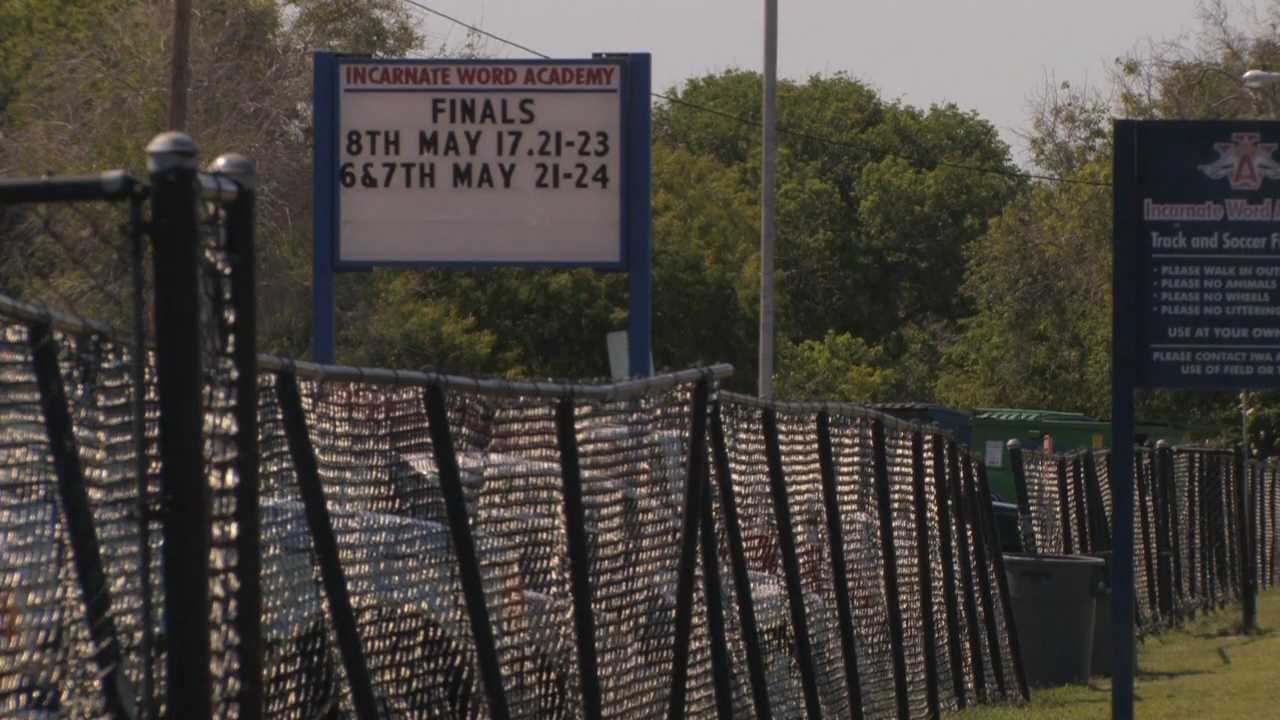 INCARNATE WORD ACADEMY
FINALS
8TH MAY 17.21-23
6&7TH MAY 21-24
Incarnate Word
Track and Soccer F
• PLEASE WALK IN OUT
• PLEASE NO ANIMALS
• PLEASE NO WHEELS
• PLEASE NO LITTERING
USE AT YOUR OWN
PLEASE CONTACT IWA
USE OF FIELD OR